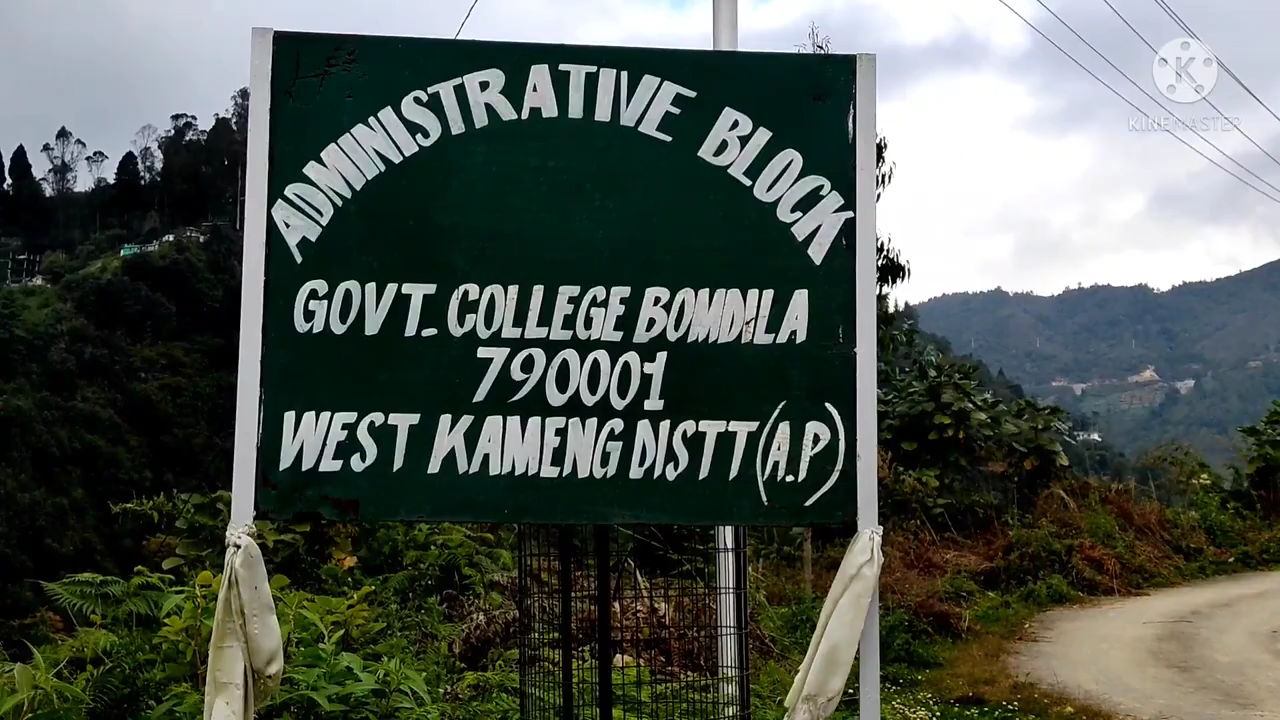 ADMINISTRATIVE BLOCK
GOVT. COLLEGE BOMDILA
790001
WEST KAMENG DISTT (A.P)
K
KINEMASTER